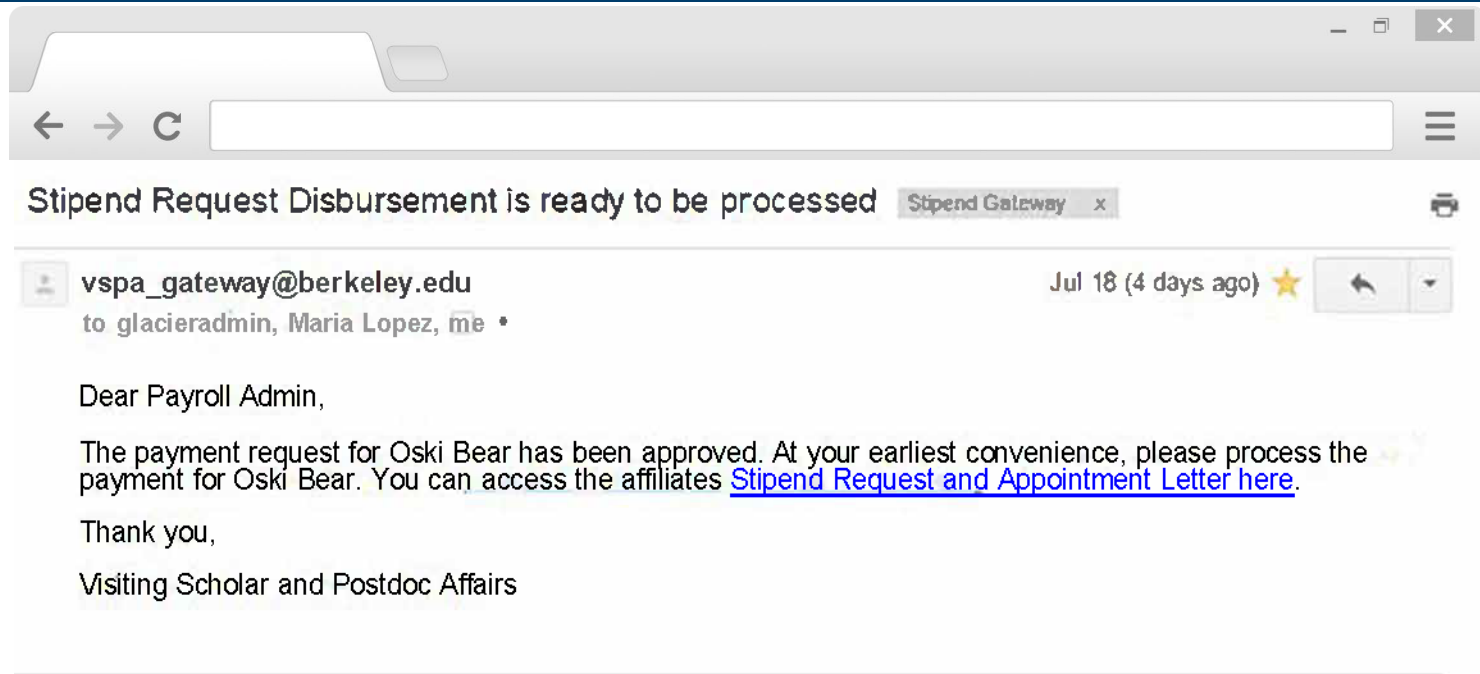 Stipend Request Disbursement is ready to be processed Stipend Gateway x
vspa_gateway@berkeley.edu Jul 18 (4 days ago)
to glacieradmin, Maria Lopez, me
Dear Payroll Admin,
The payment request for Oski Bear has been approved. At your earliest convenience, please process the
payment for Oski Bear. You can access the affiliates Stipend Request and Appointment Letter here.
Thank you,
Visiting Scholar and Postdoc Affairs